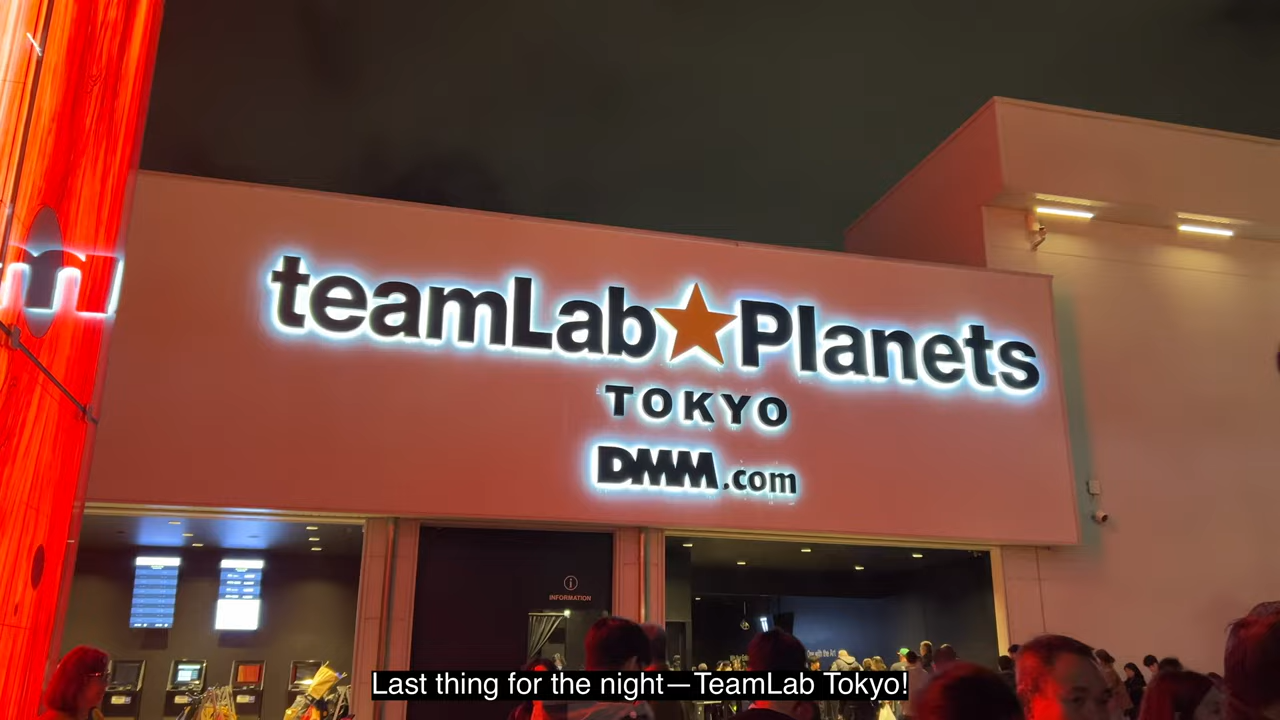 teamLab★Planets
TOKYO
DMM.com
INFORMATION
Last thing for the night—TeamLab Tokyo!